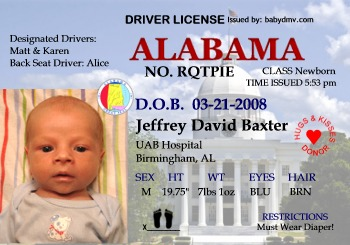 DRIVER LICENSE Issued by: babydmv.com
Designated Drivers:
Matt & Karen
Back Seat Driver: Alice
ALABAMA
NO. RQTPIE
CLASS Newborn
TIME ISSUED 5:53 pm
D.O.B. 03-21-2008
Jeffrey David Baxter
UAB Hospital
Birmingham, AL
HUGS & KISSES
DONOR
SEX HT WT EYES HAIR
M 19.75" 7lbs 1oz BLU BRN
X
RESTRICTIONS
Must Wear Diaper!